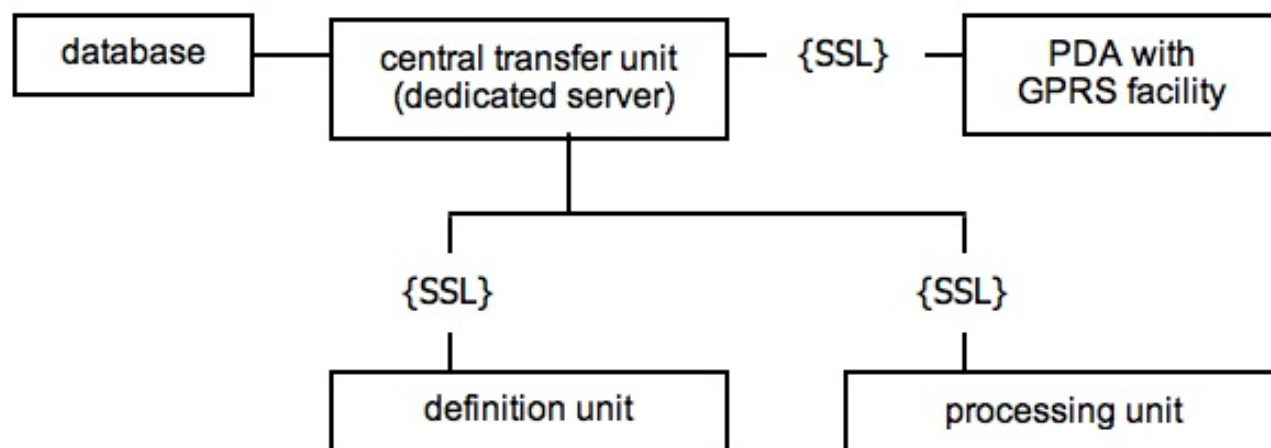 database
central transfer unit
(dedicated server)
{SSL}
PDA with
GPRS facility
{SSL}
{SSL}
definition unit
processing unit